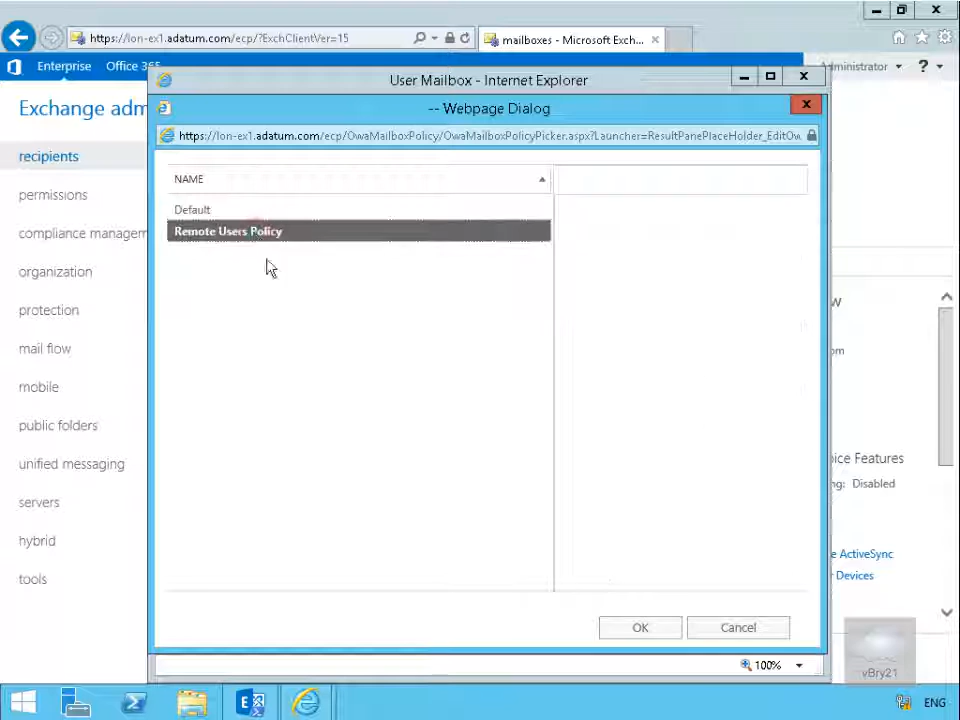 https://lon-ex1.adatum.com/ecp/?ExchClientVer=15
mailboxes - Microsoft Exch...
Enterprise
Office 365
Administrator
?
Exchange adm
User Mailbox - Internet Explorer
-- Webpage Dialog
https://lon-ex1.adatum.com/ecp/OwaMailboxPolicy/OwaMailboxPolicyPicker.aspx?Launcher=ResultPanePlaceHolder_EditOw
NAME
Default
Remote Users Policy
recipients
permissions
compliance managem
organization
protection
mail flow
mobile
public folders
unified messaging
servers
hybrid
tools
w
om
oice Features
ng: Disabled
e ActiveSync
Devices
OK
Cancel
100%
vBry21
ENG